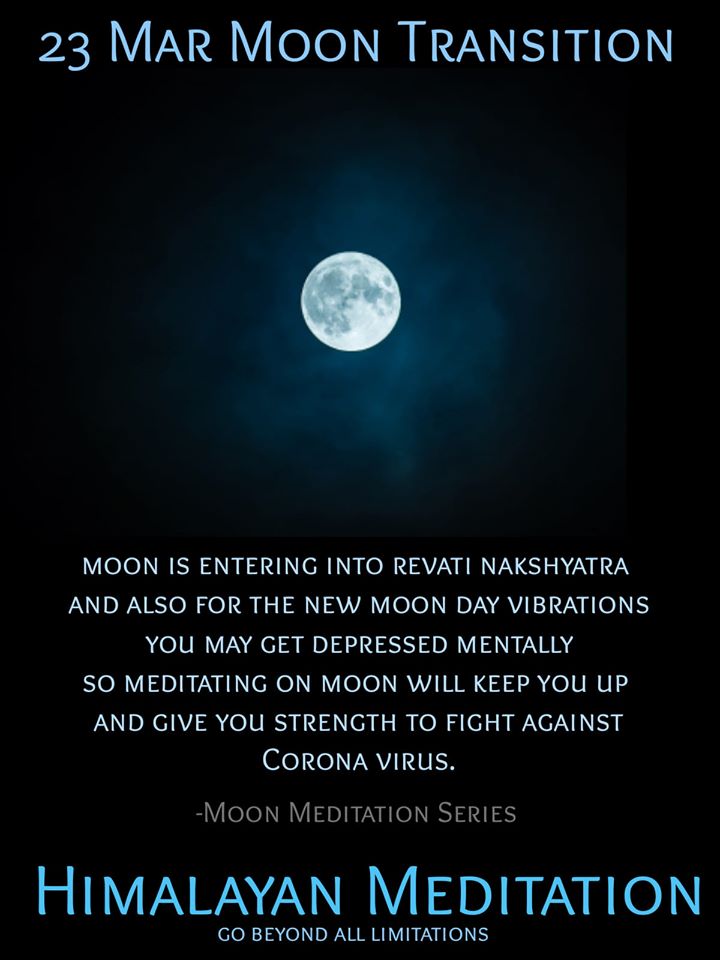 23 Mar Moon Transition
moon is entering into revati nakshyatra
and also for the new moon day vibrations
you may get depressed mentally
so meditating on moon will keep you up
and give you strength to fight against
Corona virus.
-Moon Meditation Series
Himalayan Meditation
go beyond all limitations